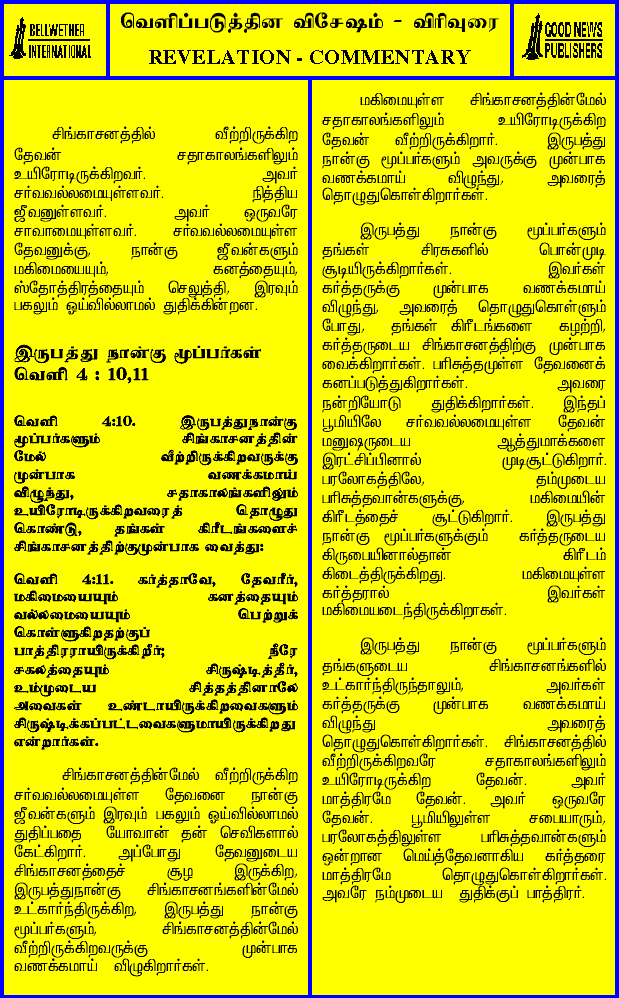 BELLWETHER
INTERNATIONAL
வெளிப்படுத்தின விசேஷம் - விரிவுரை
REVELATION - COMMENTARY
GOOD NEWS
PUBLISHERS
சிங்காசனத்தில் வீற்றிருக்கிற
தேவன் சதாகாலங்களிலும்
உயிரோடிருக்கிறவர். அவர்
சர்வவல்லமையுள்ளவர். நித்திய
ஜீவனுள்ளவர். அவர் ஒருவரே
சாவாமையுள்ளவர். சர்வவல்லமையுள்ள
தேவனுக்கு, நான்கு ஜீவன்களும்
மகிமையையும், கனத்தையும்,
ஸ்தோத்திரத்தையும் செலுத்தி, இரவும்
பகலும் ஓய்வில்லாமல் துதிக்கின்றன.
இருபத்து நான்கு மூப்பர்கள்
வெளி 4 : 10,11
வெளி 4:10. இருபத்துநான்கு
மூப்பர்களும் சிங்காசனத்தின்
மேல் வீற்றிருக்கிறவருக்கு
முன்பாக வணக்கமாய்
விழுந்து, சதாகாலங்களிலும்
உயிரோடிருக்கிறவரைத் தொழுது
கொண்டு, தங்கள் கிரீடங்களைச்
சிங்காசனத்திற்குமுன்பாக வைத்து:
வெளி 4:11. கர்த்தாவே, தேவரீர்,
மகிமையையும் கனத்தையும்
வல்லமையையும் பெற்றுக்
கொள்ளுகிறதற்குப்
பாத்திரராயிருக்கிறீர்; நீரே
சகலத்தையும் சிருஷ்டித்தீர்,
உம்முடைய சித்தத்தினாலே
அவைகள் உண்டாயிருக்கிறவைகளும்
சிருஷ்டிக்கப்பட்டவைகளுமாயிருக்கிறது
என்றார்கள்.
சிங்காசனத்தின்மேல் வீற்றிருக்கிற
சர்வவல்லமையுள்ள தேவனை நான்கு
ஜீவன்களும் இரவும் பகலும் ஓய்வில்லாமல்
துதிப்பதை யோவான் தன் செவிகளால்
கேட்கிறார். அப்போது தேவனுடைய
சிங்காசனத்தைச் சூழ இருக்கிற,
இருபத்துநான்கு சிங்காசனங்களின்மேல்
உட்கார்ந்திருக்கிற, இருபத்து நான்கு
மூப்பர்களும், சிங்காசனத்தின்மேல்
வீற்றிருக்கிறவருக்கு முன்பாக
வணக்கமாய் விழுகிறார்கள்.
மகிமையுள்ள சிங்காசனத்தின்மேல்
சதாகாலங்களிலும் உயிரோடிருக்கிற
தேவன் வீற்றிருக்கிறார். இருபத்து
நான்கு மூப்பர்களும் அவருக்கு முன்பாக
வணக்கமாய் விழுந்து, அவரைத்
தொழுதுகொள்கிறார்கள்.
இருபத்து நான்கு மூப்பர்களும்
தங்கள் சிரசுகளில் பொன்முடி
சூடியிருக்கிறார்கள். இவர்கள்
கர்த்தருக்கு முன்பாக வணக்கமாய்
விழுந்து, அவரைத் தொழுதுகொள்ளும்
போது, தங்கள் கிரீடங்களை கழற்றி,
கர்த்தருடைய சிங்காசனத்திற்கு முன்பாக
வைக்கிறார்கள். பரிசுத்தமுள்ள தேவனைக்
கனப்படுத்துகிறார்கள். அவரை
நன்றியோடு துதிக்கிறார்கள். இந்தப்
பூமியிலே சர்வவல்லமையுள்ள தேவன்
மனுஷருடைய ஆத்துமாக்களை
இரட்சிப்பினால் முடிசூட்டுகிறார்.
பரலோகத்திலே, தம்முடைய
பரிசுத்தவான்களுக்கு, மகிமையின்
கிரீடத்தைச் சூட்டுகிறார். இருபத்து
நான்கு மூப்பர்களுக்கும் கர்த்தருடைய
கிருபையினால்தான் கிரீடம்
கிடைத்திருக்கிறது. மகிமையுள்ள
கர்த்தரால் இவர்கள்
மகிமையடைந்திருக்கிறாகள்.
இருபத்து நான்கு மூப்பர்களும்
தங்களுடைய சிங்காசனங்களில்
உட்கார்ந்திருந்தாலும், அவர்கள்
கர்த்தருக்கு முன்பாக வணக்கமாய்
விழுந்து அவரைத்
தொழுதுகொள்கிறார்கள். சிங்காசனத்தில்
வீற்றிருக்கிறவரே சதாகாலங்களிலும்
உயிரோடிருக்கிற தேவன். அவர்
மாத்திரமே தேவன். அவர் ஒருவரே
தேவன். பூமியிலுள்ள சபையாரும்,
பரலோகத்திலுள்ள பரிசுத்தவான்களும்
ஒன்றான மெய்த்தேவனாகிய கர்த்தரை
மாத்திரமே தொழுதுகொள்கிறார்கள்.
அவரே நம்முடைய துதிக்குப் பாத்திரர்.